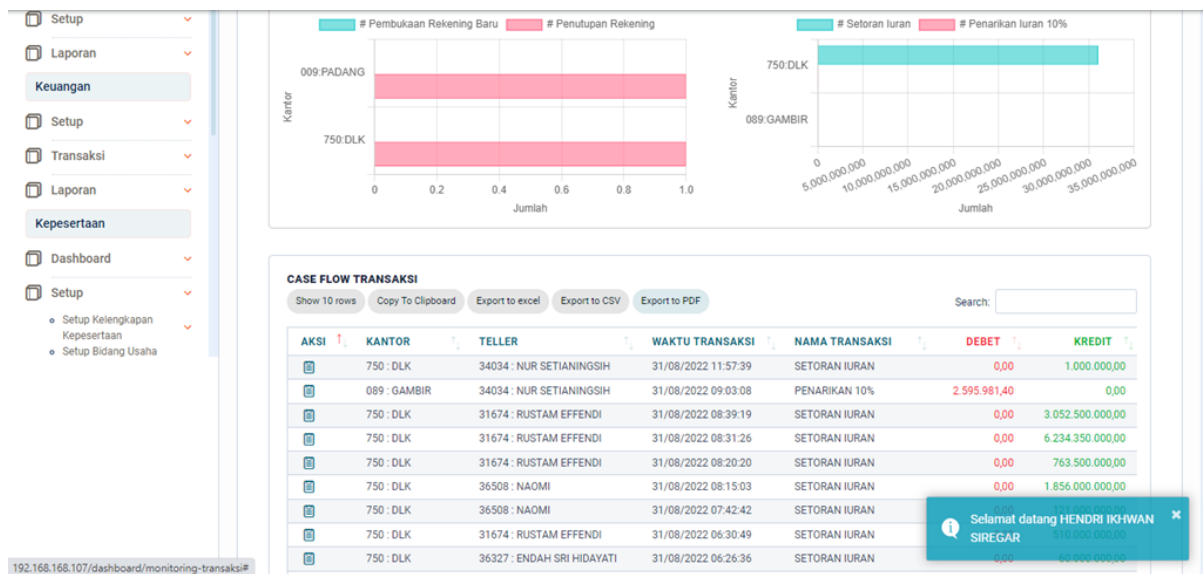 Setup
Laporan
Keuangan
Setup
Transaksi
Laporan
Kepesertaan
Dashboard
Setup
Setup Kelengkapan
Kepesertaan
Setup Bidang Usaha
# Pembukaan Rekening Baru # Penutupan Rekening
Kantor
009:PADANG
750:DLK
0 0.2 0.4 0.6 0.8 1.0
Jumlah
# Setoran Iuran # Penarikan Iuran 10%
Kantor
750:DLK
089:GAMBIR
0 5.000.000.000 10.000.000.000 15.000.000.000 20.000.000.000 25.000.000.000 30.000.000.000 35.000.000.000
Jumlah
CASE FLOW TRANSAKSI
Show 10 rows Copy To Clipboard Export to excel Export to CSV Export to PDF Search:
AKSI KANTOR TELLER WAKTU TRANSAKSI NAMA TRANSAKSI DEBET KREDIT
750 : DLK 34034 : NUR SETIANINGSIH 31/08/2022 11:57:39 SETORAN IURAN 0,00 1.000.000,00
089 : GAMBIR 34034 : NUR SETIANINGSIH 31/08/2022 09:03:08 PENARIKAN 10% 2.595.981,40 0,00
750 : DLK 31674 : RUSTAM EFFENDI 31/08/2022 08:39:19 SETORAN IURAN 0,00 3.052.500.000,00
750 : DLK 31674 : RUSTAM EFFENDI 31/08/2022 08:31:26 SETORAN IURAN 0,00 6.234.350.000,00
750 : DLK 31674 : RUSTAM EFFENDI 31/08/2022 08:20:20 SETORAN IURAN 0,00 763.500.000,00
750 : DLK 36508 : NAOMI 31/08/2022 08:15:03 SETORAN IURAN 0,00 1.856.000.000,00
750 : DLK 36508 : NAOMI 31/08/2022 07:42:42 SETORAN IURAN
750 : DLK 31674 : RUSTAM EFFENDI 31/08/2022 06:30:49 SETORAN IURAN
750 : DLK 36327 : ENDAH SRI HIDAYATI 31/08/2022 06:26:36 SETORAN IURAN 0,00
Selamat datang HENDRI IKHWAN
SIREGAR
192.168.168.107/dashboard/monitoring-transaksi#